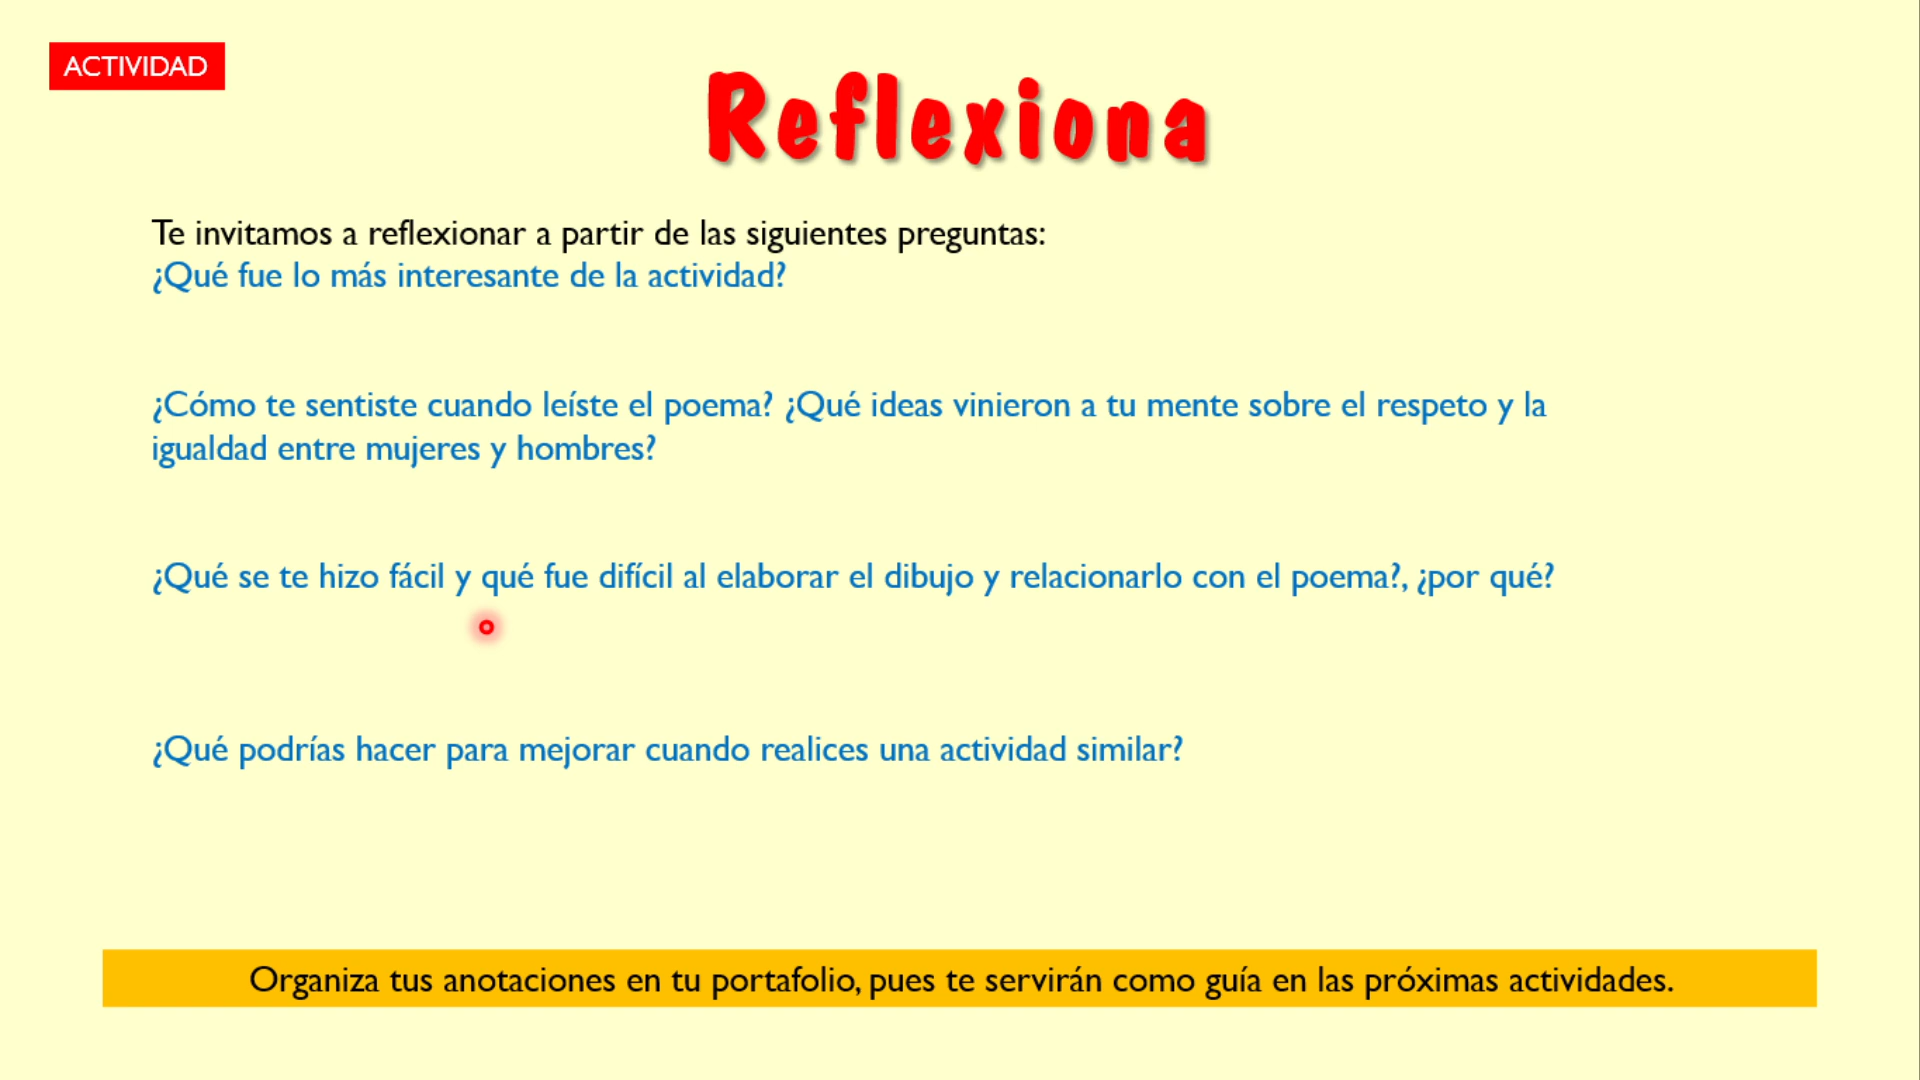 ACTIVIDAD
Reflexiona
Te invitamos a reflexionar a partir de las siguientes preguntas:
¿Qué fue lo más interesante de la actividad?
¿Cómo te sentiste cuando leíste el poema? ¿Qué ideas vinieron a tu mente sobre el respeto y la
igualdad entre mujeres y hombres?
¿Qué se te hizo fácil y qué fue difícil al elaborar el dibujo y relacionarlo con el poema?, ¿por qué?
¿Qué podrías hacer para mejorar cuando realices una actividad similar?
Organiza tus anotaciones en tu portafolio, pues te servirán como guía en las próximas actividades.